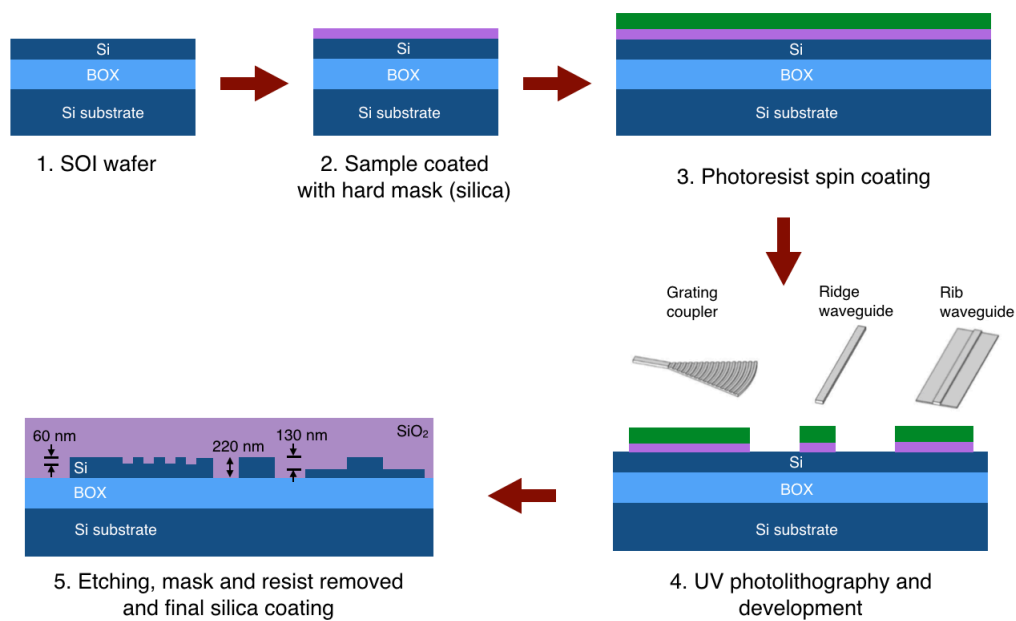 Si
BOX
Si substrate
1. SOI wafer
Si
BOX
Si substrate
2. Sample coated
with hard mask (silica)
Si
BOX
Si substrate
3. Photoresist spin coating
Grating
coupler
Ridge
waveguide
Rib
waveguide
Si
BOX
Si substrate
4. UV photolithography and
development
60 nm
220 nm
130 nm
SiO₂
Si
BOX
Si substrate
5. Etching, mask and resist removed
and final silica coating